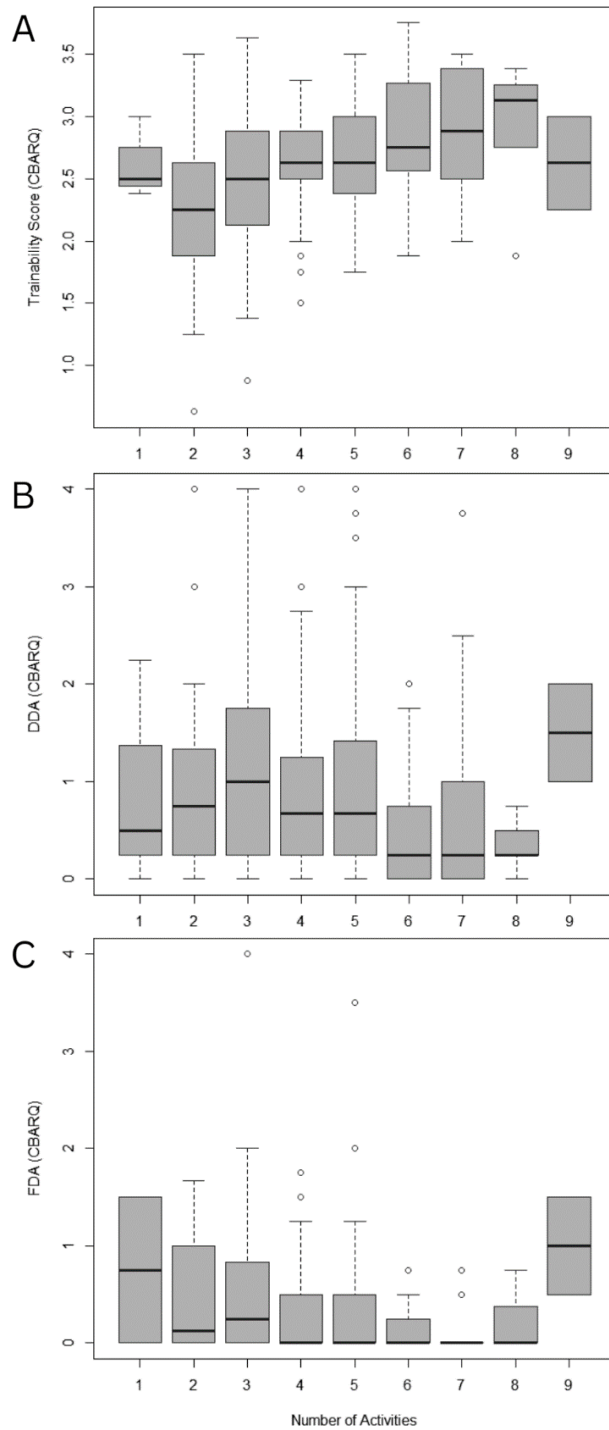 A
Trainability Score (CBARQ)
3.5
3.0
2.5
2.0
1.5
1.0
1 2 3 4 5 6 7 8 9
B
DDA (CBARQ)
4
3
2
1
0
1 2 3 4 5 6 7 8 9
C
FDA (CBARQ)
4
3
2
1
0
1 2 3 4 5 6 7 8 9
Number of Activities